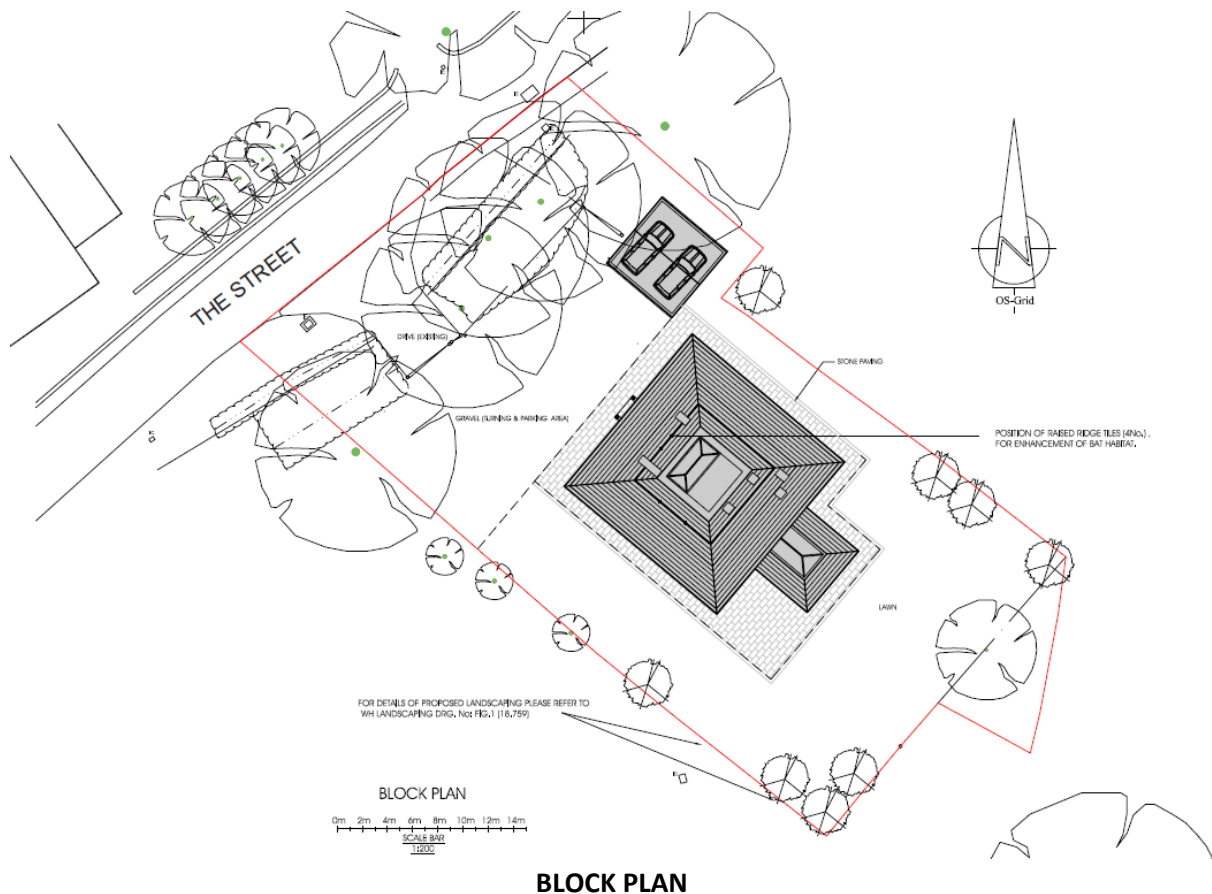 THE STREET
N
OS-Grid
DRIVE (EXISTING)
STONE PAVING
GRAVEL (TURNING & PARKING AREA)
POSITION OF RAISED RIDGE TILES (4No.) ,
FOR ENHANCEMENT OF BAT HABITAT.
LAWN
FOR DETAILS OF PROPOSED LANDSCAPING PLEASE REFER TO
WH LANDSCAPING DRG. No: FIG.1 (18.759)
BLOCK PLAN
0m 2m 4m 6m 8m 10m 12m 14m
SCALE BAR
1:200
BLOCK PLAN